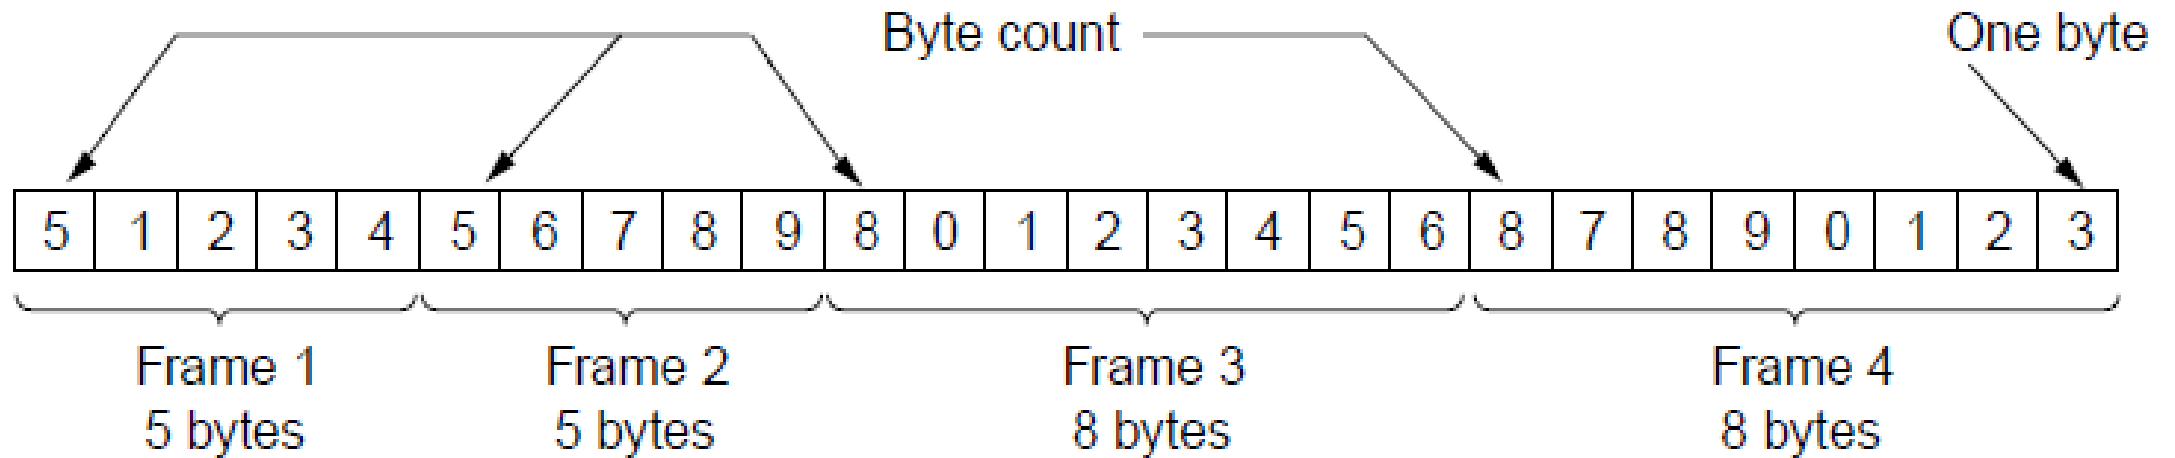 Byte count One byte
5 1 2 3 4 5 6 7 8 9 8 0 1 2 3 4 5 6 8 7 8 9 0 1 2 3
Frame 1 Frame 2 Frame 3 Frame 4
5 bytes 5 bytes 8 bytes 8 bytes